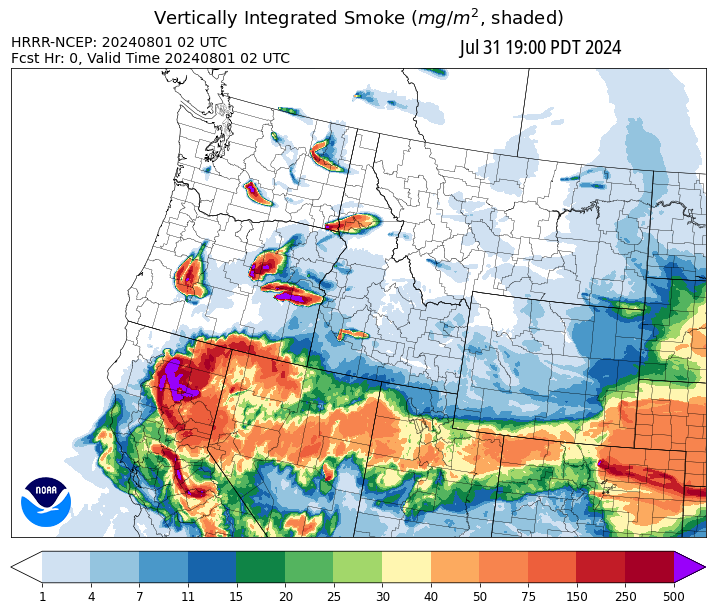 Vertically Integrated Smoke (mg/m², shaded)
HRRR-NCEP: 20240801 02 UTC
Fcst Hr: 0, Valid Time 20240801 02 UTC
Jul 31 19:00 PDT 2024
NOAA
1 4 7 11 15 20 25 30 40 50 75 150 250 500